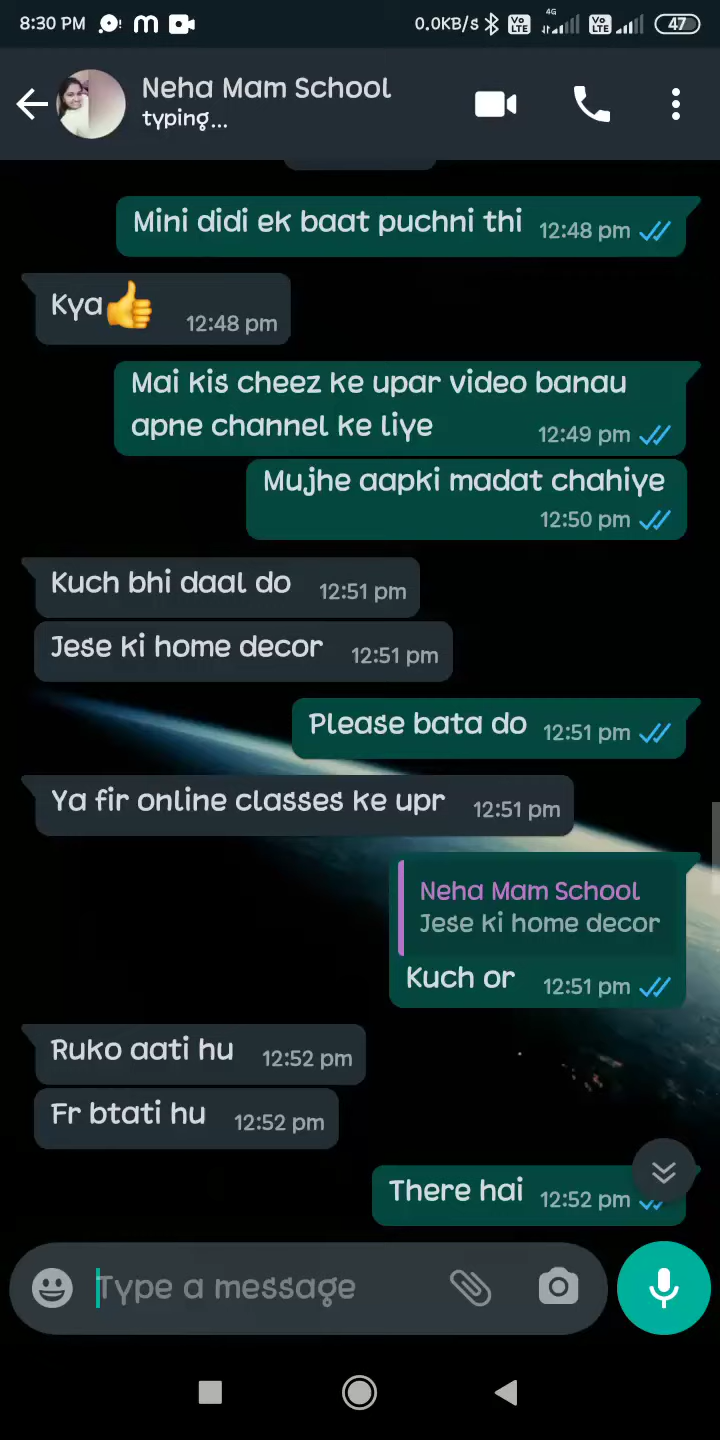 8:30 PM
0.0KB/s
4G
Vo LTE
Vo LTE
47
Neha Mam School
typing...
Mini didi ek baat puchni thi
12:48 pm
Kya👍
12:48 pm
Mai kis cheez ke upar video banau
apne channel ke liye
12:49 pm
Mujhe aapki madat chahiye
12:50 pm
Kuch bhi daal do
12:51 pm
Jese ki home decor
12:51 pm
Please bata do
12:51 pm
Ya fir online classes ke upr
12:51 pm
Neha Mam School
Jese ki home decor
Kuch or
12:51 pm
Ruko aati hu
12:52 pm
Fr btati hu
12:52 pm
There hai
12:52 pm
Type a message